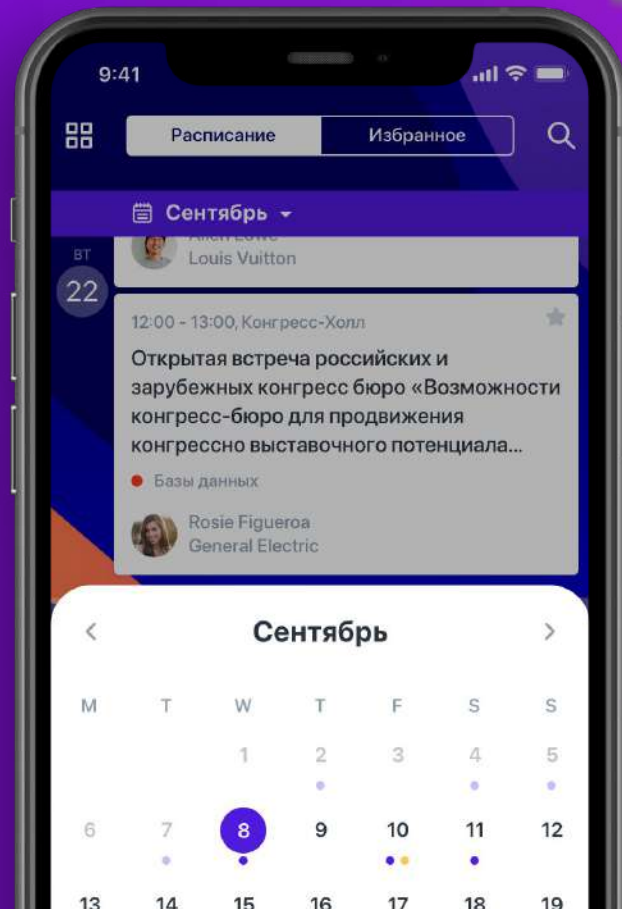 9:41
Расписание Избранное
Сентябрь
ВТ
22
Allen Lowe
Louis Vuitton
12:00 - 13:00, Конгресс-Холл
Открытая встреча российских и
зарубежных конгресс бюро «Возможности
конгресс-бюро для продвижения
конгрессно выставочного потенциала...
Базы данных
Rosie Figueroa
General Electric
Сентябрь
M T W T F S S
1 2 3 4 5
6 7 8 9 10 11 12
13 14 15 16 17 18 19